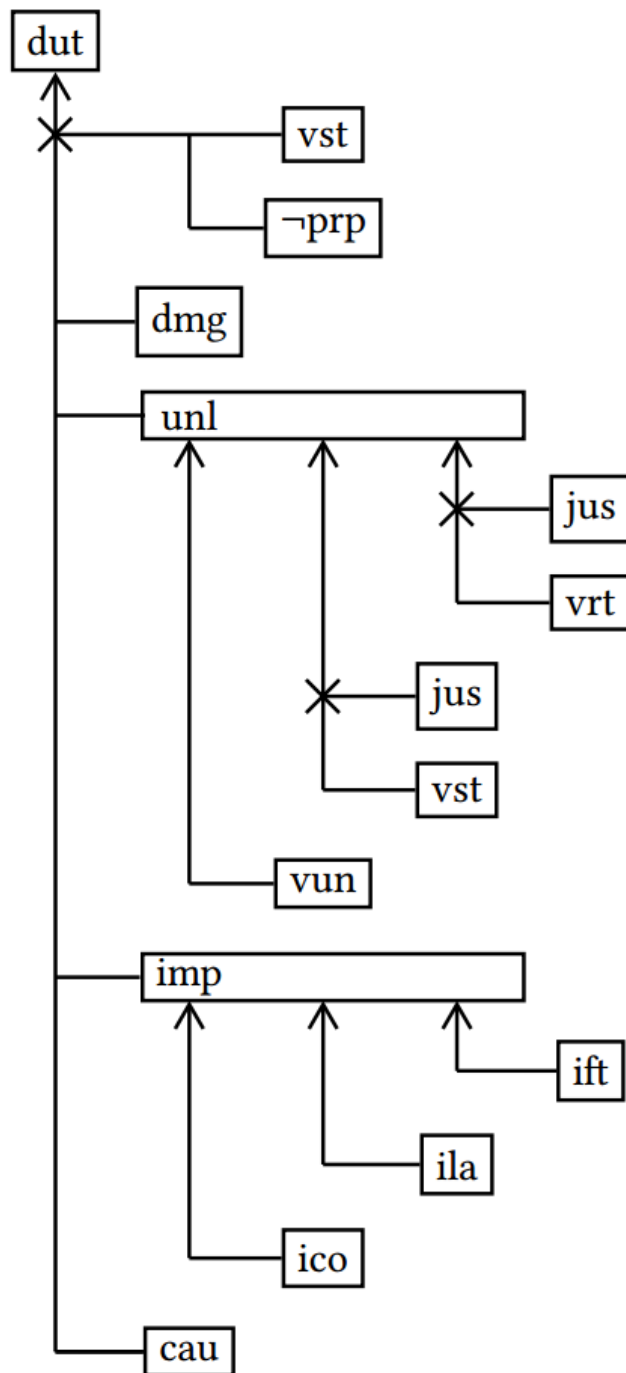 dut
vst
¬prp
dmg
unl
jus
vrt
jus
vst
vun
imp
ift
ila
ico
cau